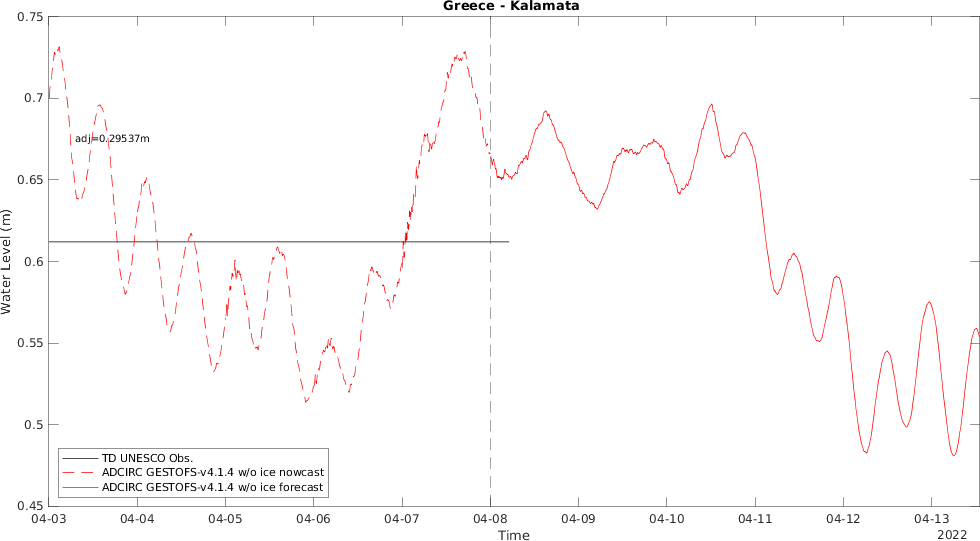 Greece - Kalamata
0.75
0.7
0.65
0.6
0.55
0.5
0.45
Water Level (m)
adj=0.29537m
TD UNESCO Obs.
ADCIRC GESTOFS-v4.1.4 w/o ice nowcast
ADCIRC GESTOFS-v4.1.4 w/o ice forecast
04-03 04-04 04-05 04-06 04-07 04-08 04-09 04-10 04-11 04-12 04-13
Time
2022